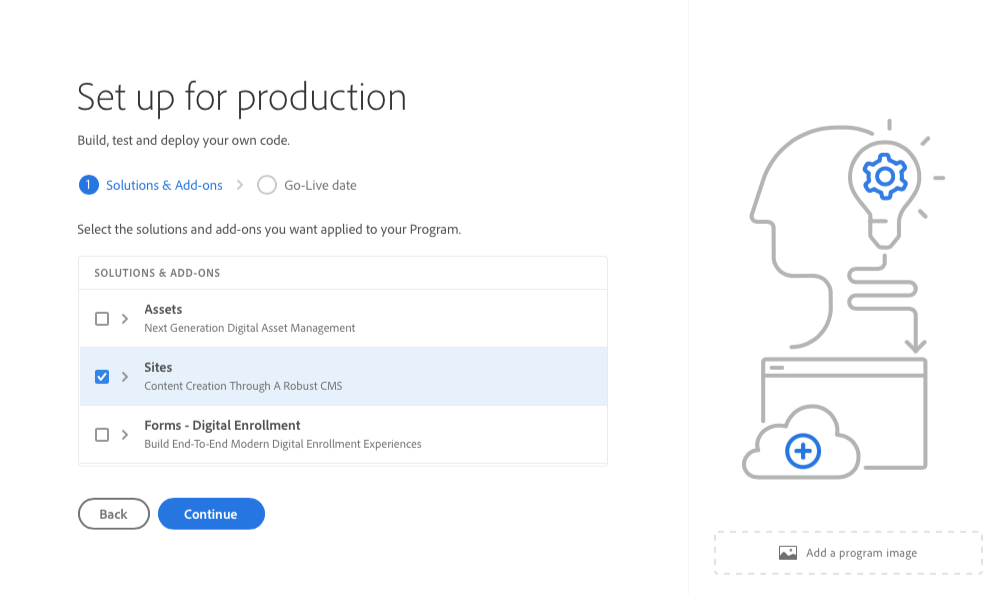 Set up for production
Build, test and deploy your own code.
1 Solutions & Add-ons Go-Live date
Select the solutions and add-ons you want applied to your Program.
SOLUTIONS & ADD-ONS
Assets
Next Generation Digital Asset Management
Sites
Content Creation Through A Robust CMS
Forms - Digital Enrollment
Build End-To-End Modern Digital Enrollment Experiences
Back Continue
Add a program image